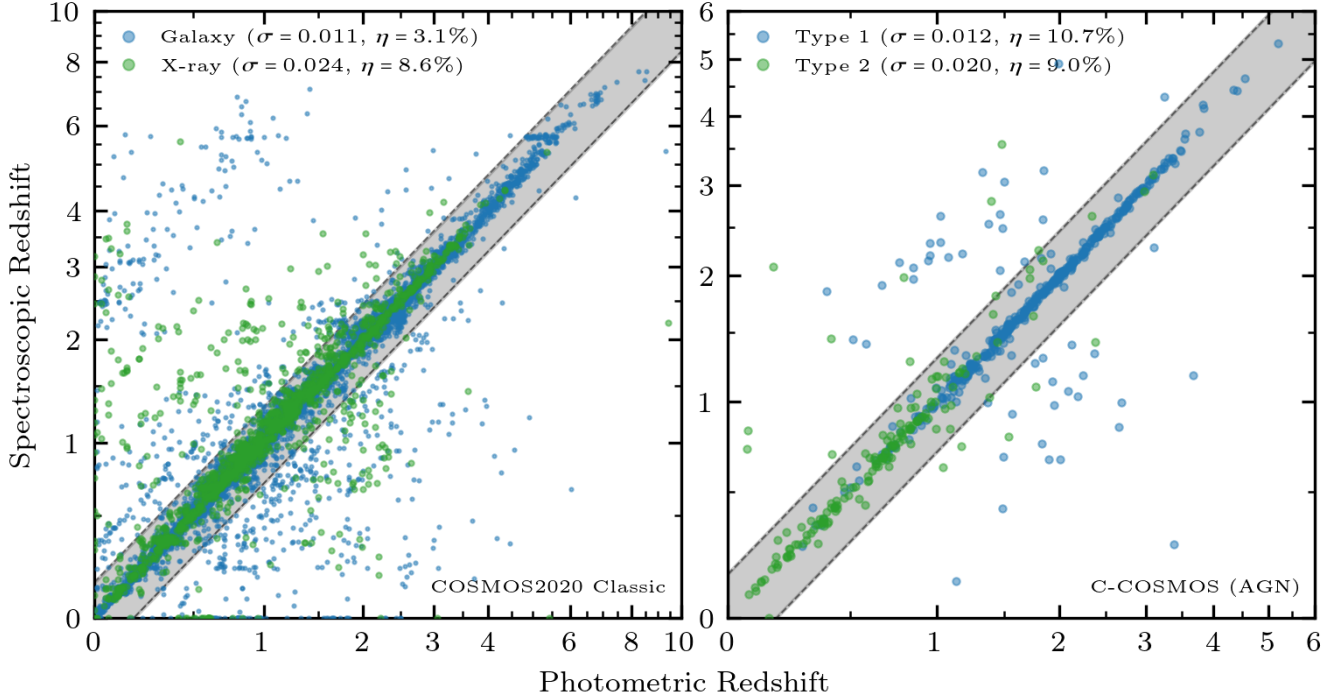 Spectroscopic Redshift
10
8
6
4
3
2
1
0
Galaxy (σ = 0.011, η = 3.1%)
X-ray (σ = 0.024, η = 8.6%)
COSMOS2020 Classic
0 1 2 3 4 6 8 10
6
5
4
3
2
1
0
Type 1 (σ = 0.012, η = 10.7%)
Type 2 (σ = 0.020, η = 9.0%)
C-COSMOS (AGN)
0 1 2 3 4 5 6
Photometric Redshift